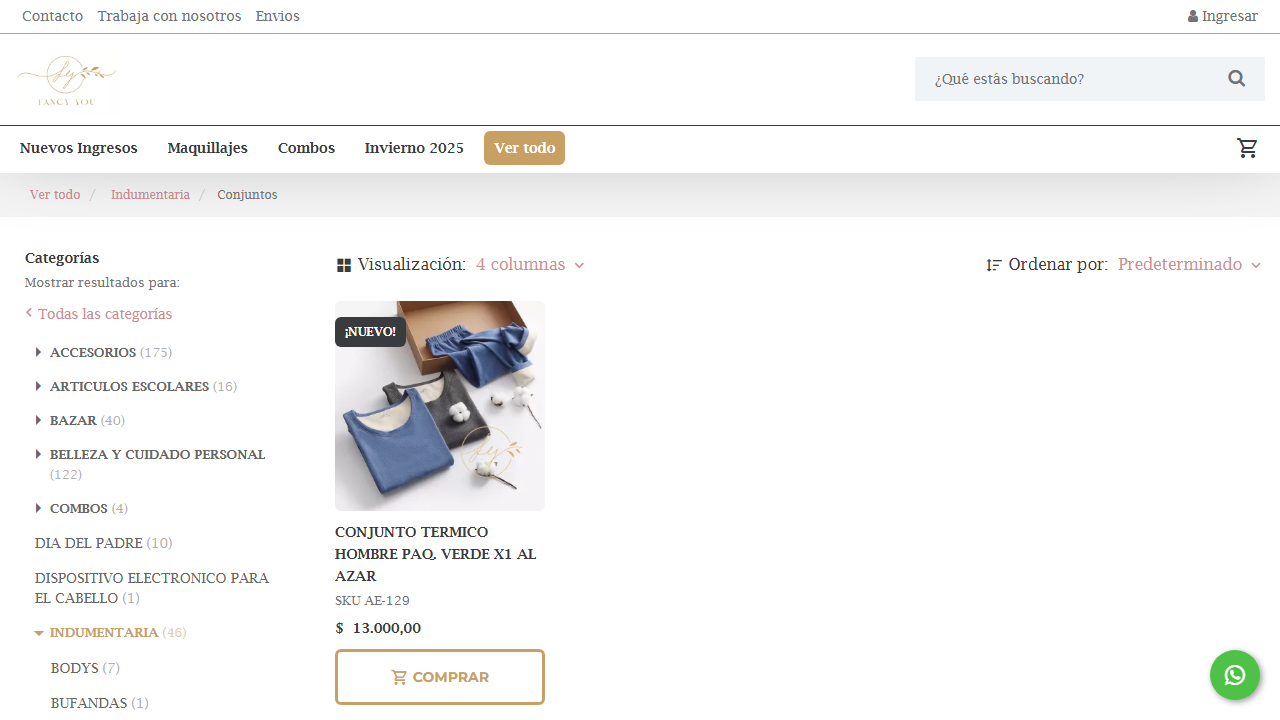 Contacto Trabaja con nosotros Envios
Ingresar
fy
FANCY YOU
¿Qué estás buscando?
Nuevos Ingresos Maquillajes Combos Invierno 2025 Ver todo
Ver todo / Indumentaria / Conjuntos
Categorías
Mostrar resultados para:
Todas las categorías
ACCESORIOS (175)
ARTICULOS ESCOLARES (16)
BAZAR (40)
BELLEZA Y CUIDADO PERSONAL
(122)
COMBOS (4)
DIA DEL PADRE (10)
DISPOSITIVO ELECTRONICO PARA
EL CABELLO (1)
INDUMENTARIA (46)
BODYS (7)
BUFANDAS (1)
Visualización: 4 columnas
Ordenar por: Predeterminado
¡NUEVO!
fy
CONJUNTO TERMICO
HOMBRE PAQ. VERDE X1 AL
AZAR
SKU AE-129
$ 13.000,00
COMPRAR